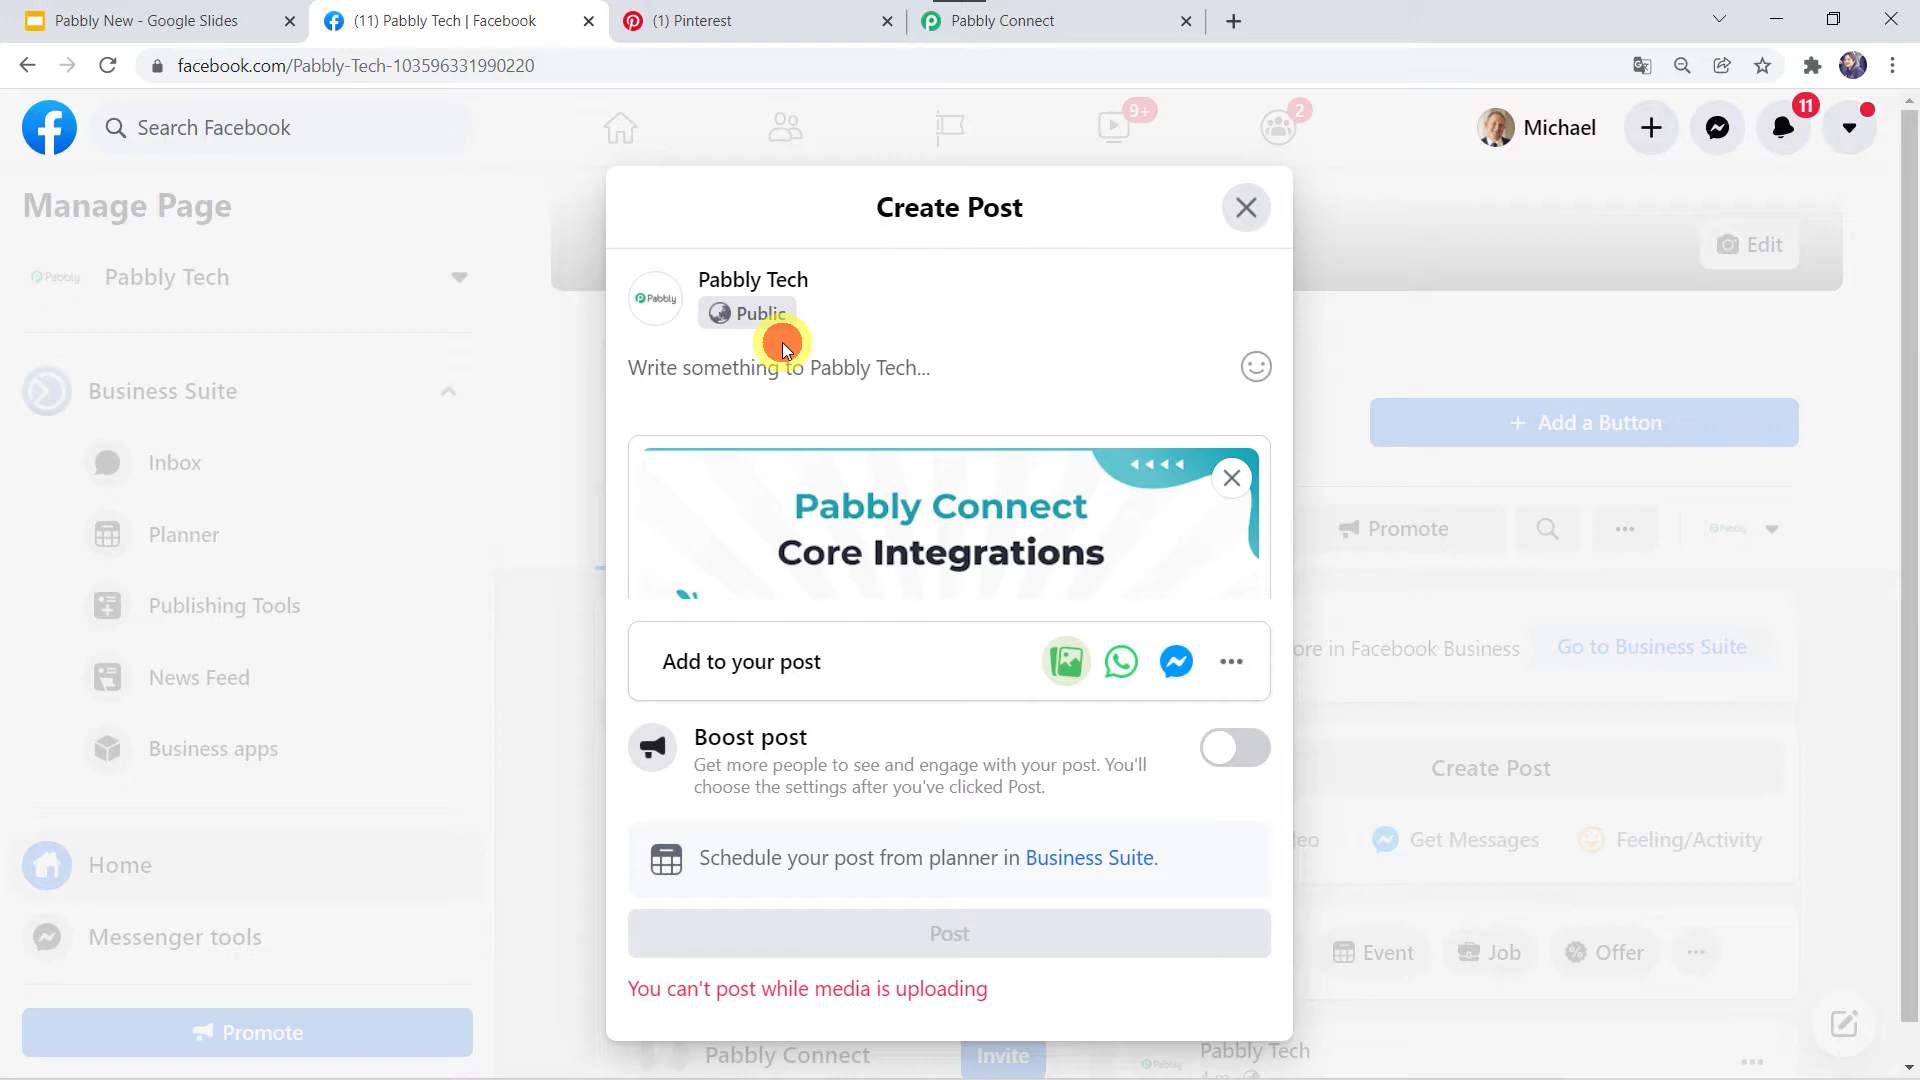 Pabbly New - Google Slides
(11) Pabbly Tech | Facebook
(1) Pinterest
Pabbly Connect
facebook.com/Pabbly-Tech-103596331990220
Search Facebook
9+
2
Michael
11
Manage Page
Pabbly
Pabbly Tech
Business Suite
Inbox
Planner
Publishing Tools
News Feed
Business apps
Home
Messenger tools
Promote
Create Post
Pabbly
Pabbly Tech
Public
Write something to Pabbly Tech...
Pabbly Connect
Core Integrations
Add to your post
Boost post
Get more people to see and engage with your post. You'll
choose the settings after you've clicked Post.
Schedule your post from planner in Business Suite.
Post
You can't post while media is uploading
Edit
+ Add a Button
Promote
Pabbly
ore in Facebook Business
Go to Business Suite
Create Post
eo
Get Messages
Feeling/Activity
Event
Job
Offer
Pabbly Connect
Invite
Pabbly
Pabbly Tech